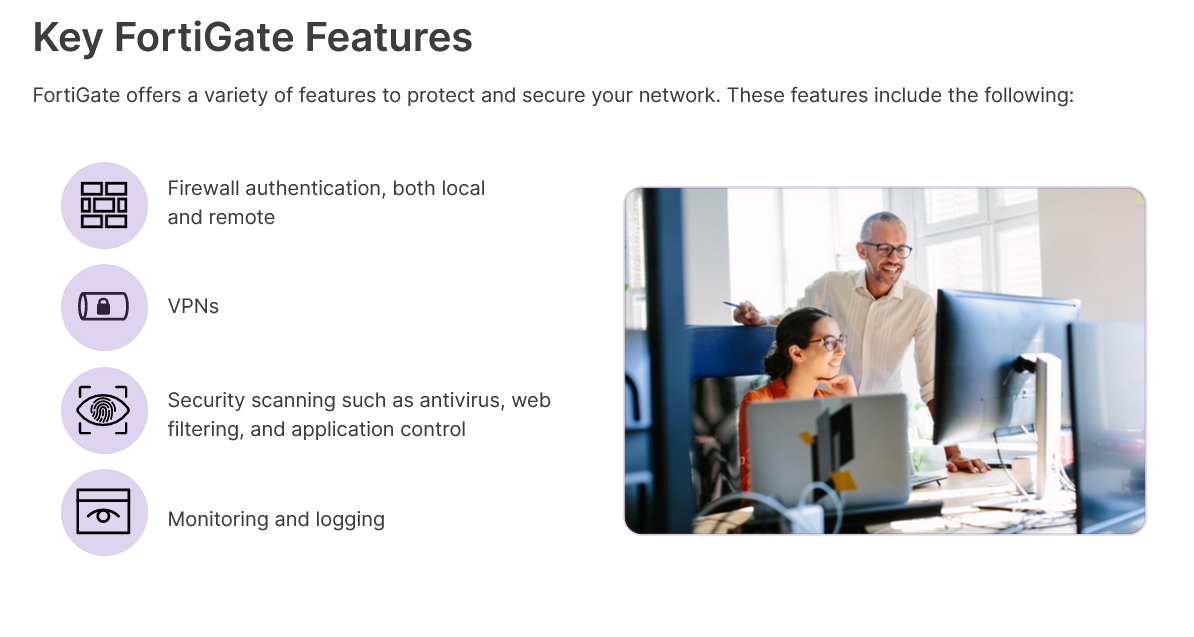 Key FortiGate Features
FortiGate offers a variety of features to protect and secure your network. These features include the following:
Firewall authentication, both local
and remote
VPNs
Security scanning such as antivirus, web
filtering, and application control
Monitoring and logging